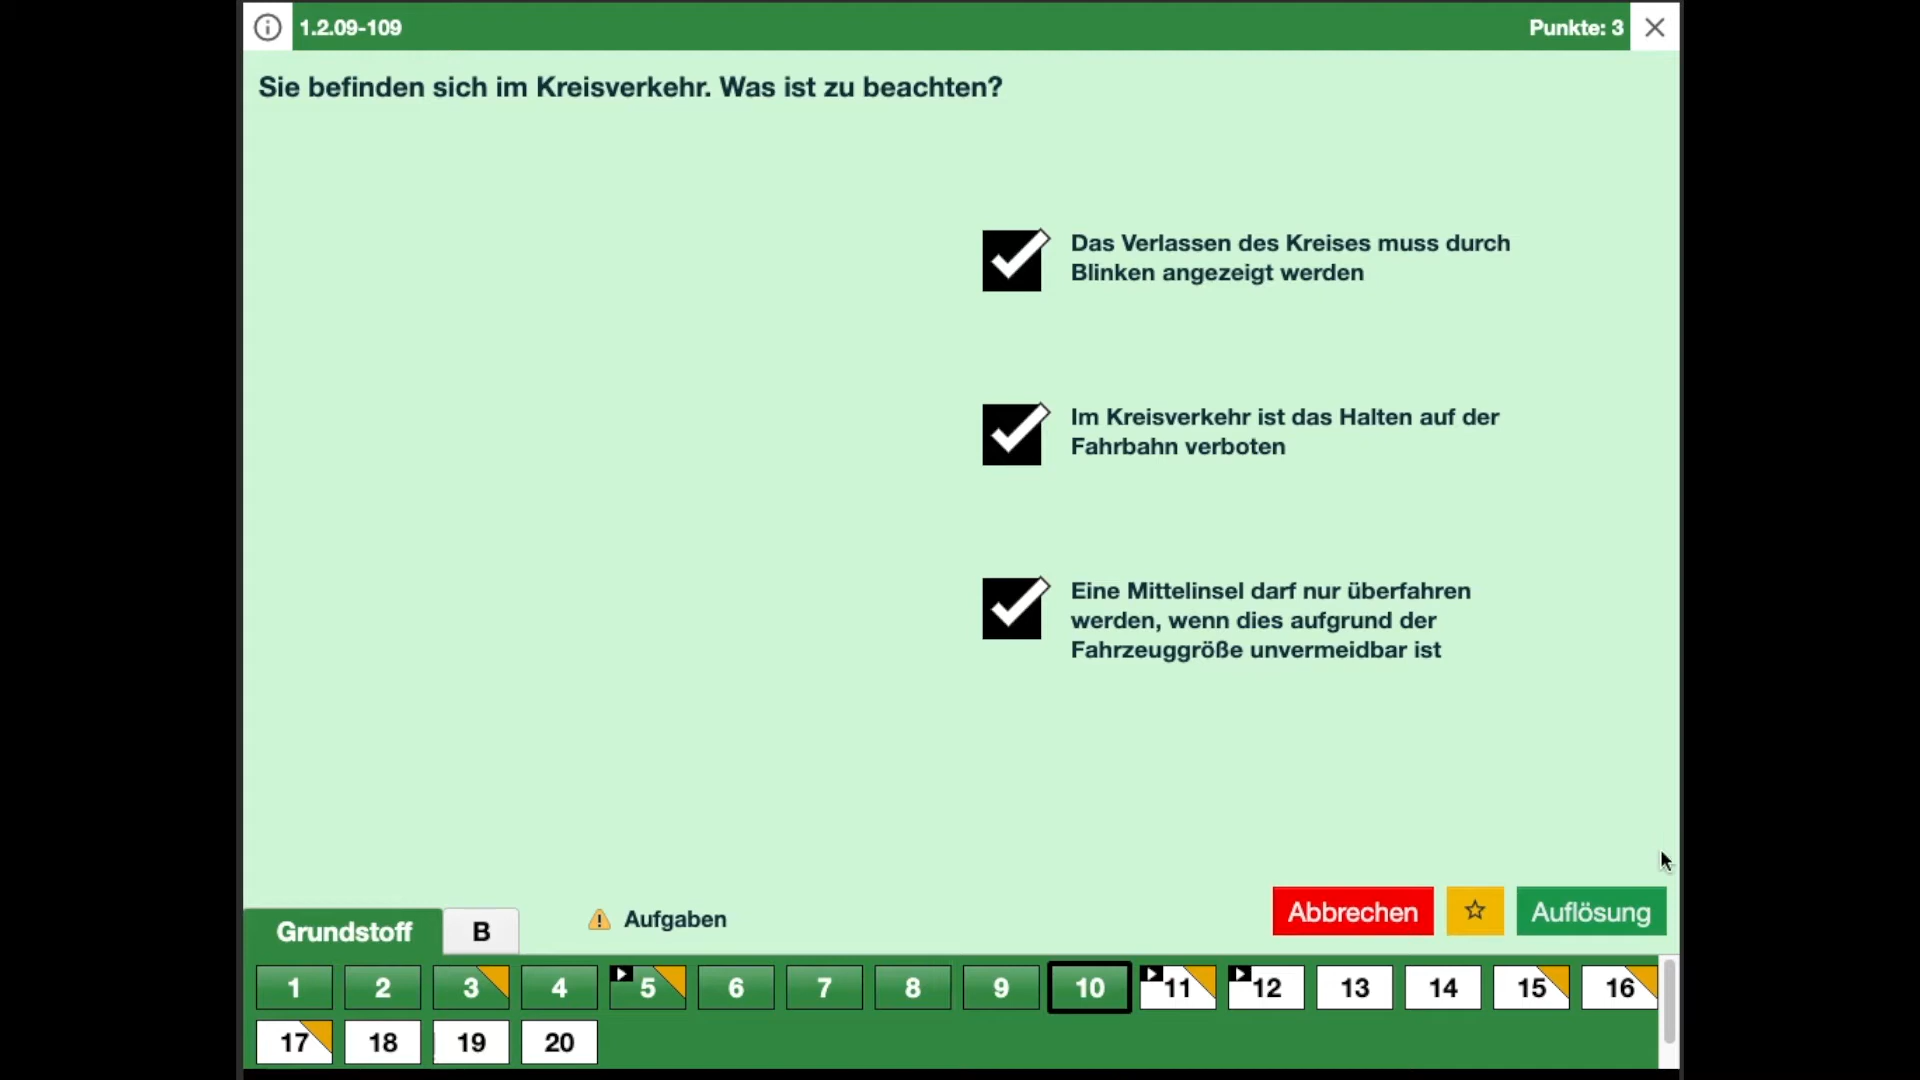 1.2.09-109
Punkte: 3
Sie befinden sich im Kreisverkehr. Was ist zu beachten?
Das Verlassen des Kreises muss durch
Blinken angezeigt werden
Im Kreisverkehr ist das Halten auf der
Fahrbahn verboten
Eine Mittelinsel darf nur überfahren
werden, wenn dies aufgrund der
Fahrzeuggröße unvermeidbar ist
Abbrechen
Auflösung
Grundstoff
B
Aufgaben
1 2 3 4 5 6 7 8 9 10 11 12 13 14 15 16
17 18 19 20